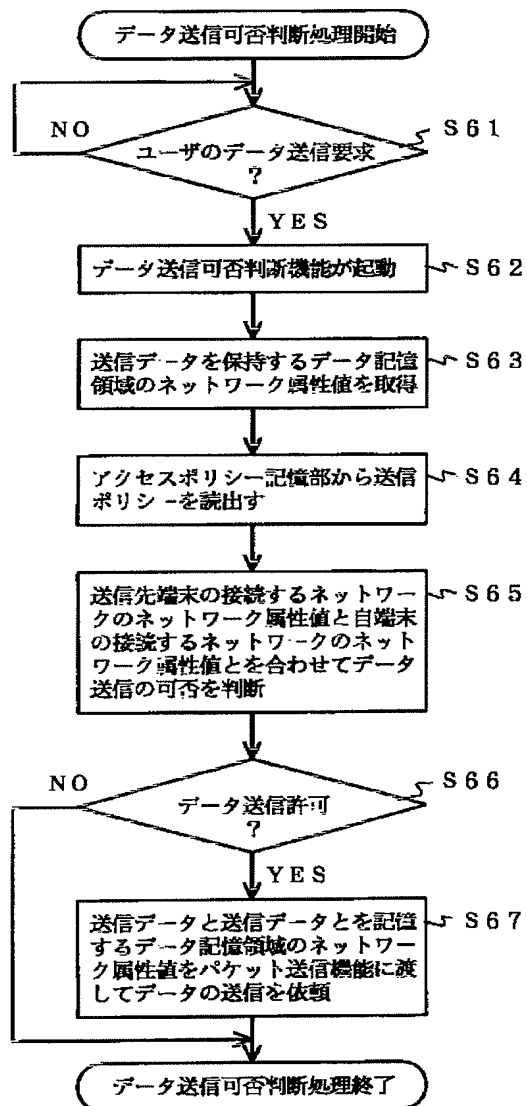 データ送信可否判断処理開始
NO
S61
ユーザのデータ送信要求
?
YES
データ送信可否判断機能が起動
S62
送信データを保持するデータ記憶
領域のネットワーク属性値を取得
S63
アクセスポリシー記憶部から送信
ポリシーを読出す
S64
送信先端末の接続するネットワー
クのネットワーク属性値と自端末
の接続するネットワークのネット
ワーク属性値とを合わせてデータ
送信の可否を判断
S65
NO
S66
データ送信許可
?
YES
送信データと送信データとを記憶
するデータ記憶領域のネットワー
ク属性値をパケット送信機能に渡
してデータの送信を依頼
S67
データ送信可否判断処理終了